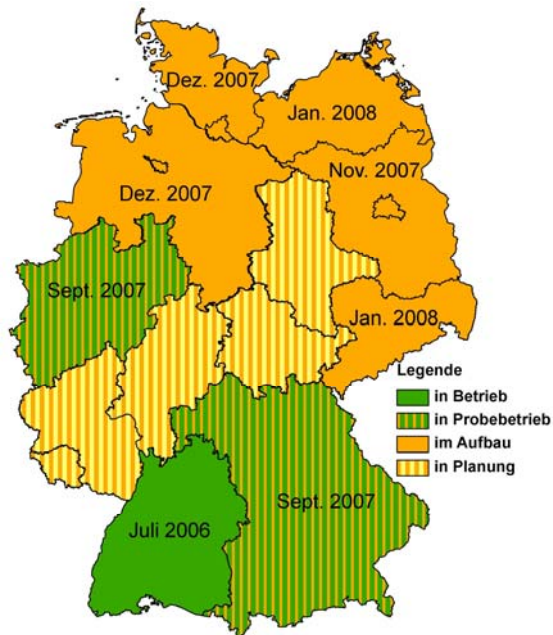 Dez. 2007
Jan. 2008
Nov. 2007
Dez. 2007
Sept. 2007
Jan. 2008
Legende
in Betrieb
in Probebetrieb
im Aufbau
in Planung
Sept. 2007
Juli 2006